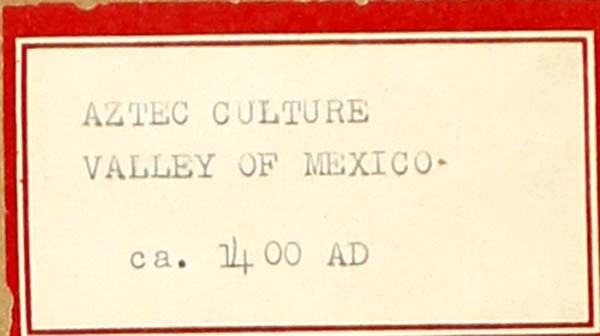 AZTEC CULTURE
VALLEY OF MEXICO.
ca. 1400 AD